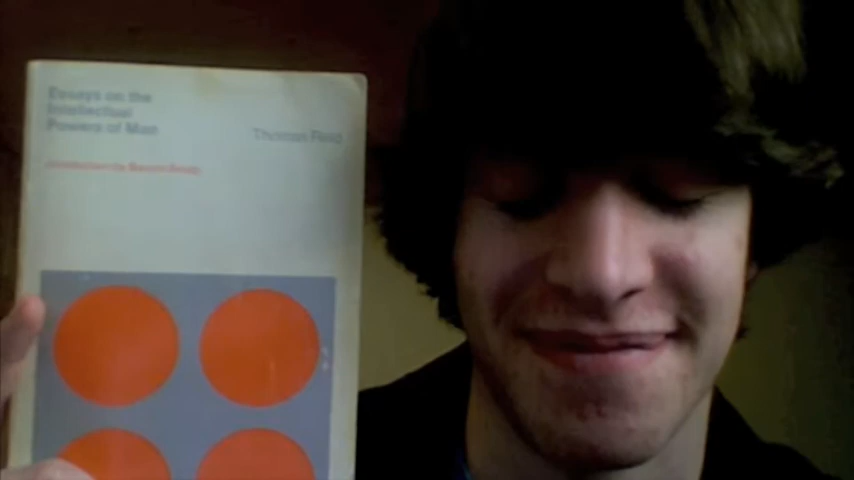 Essays on the
Intellectual
Powers of Man
Thomas Reid